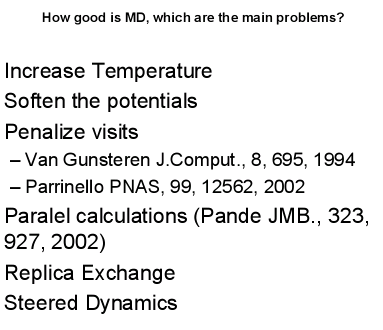 How good is MD, which are the main problems?
Increase Temperature
Soften the potentials
Penalize visits
– Van Gunsteren J.Comput., 8, 695, 1994
– Parrinello PNAS, 99, 12562, 2002
Paralel calculations (Pande JMB., 323,
927, 2002)
Replica Exchange
Steered Dynamics